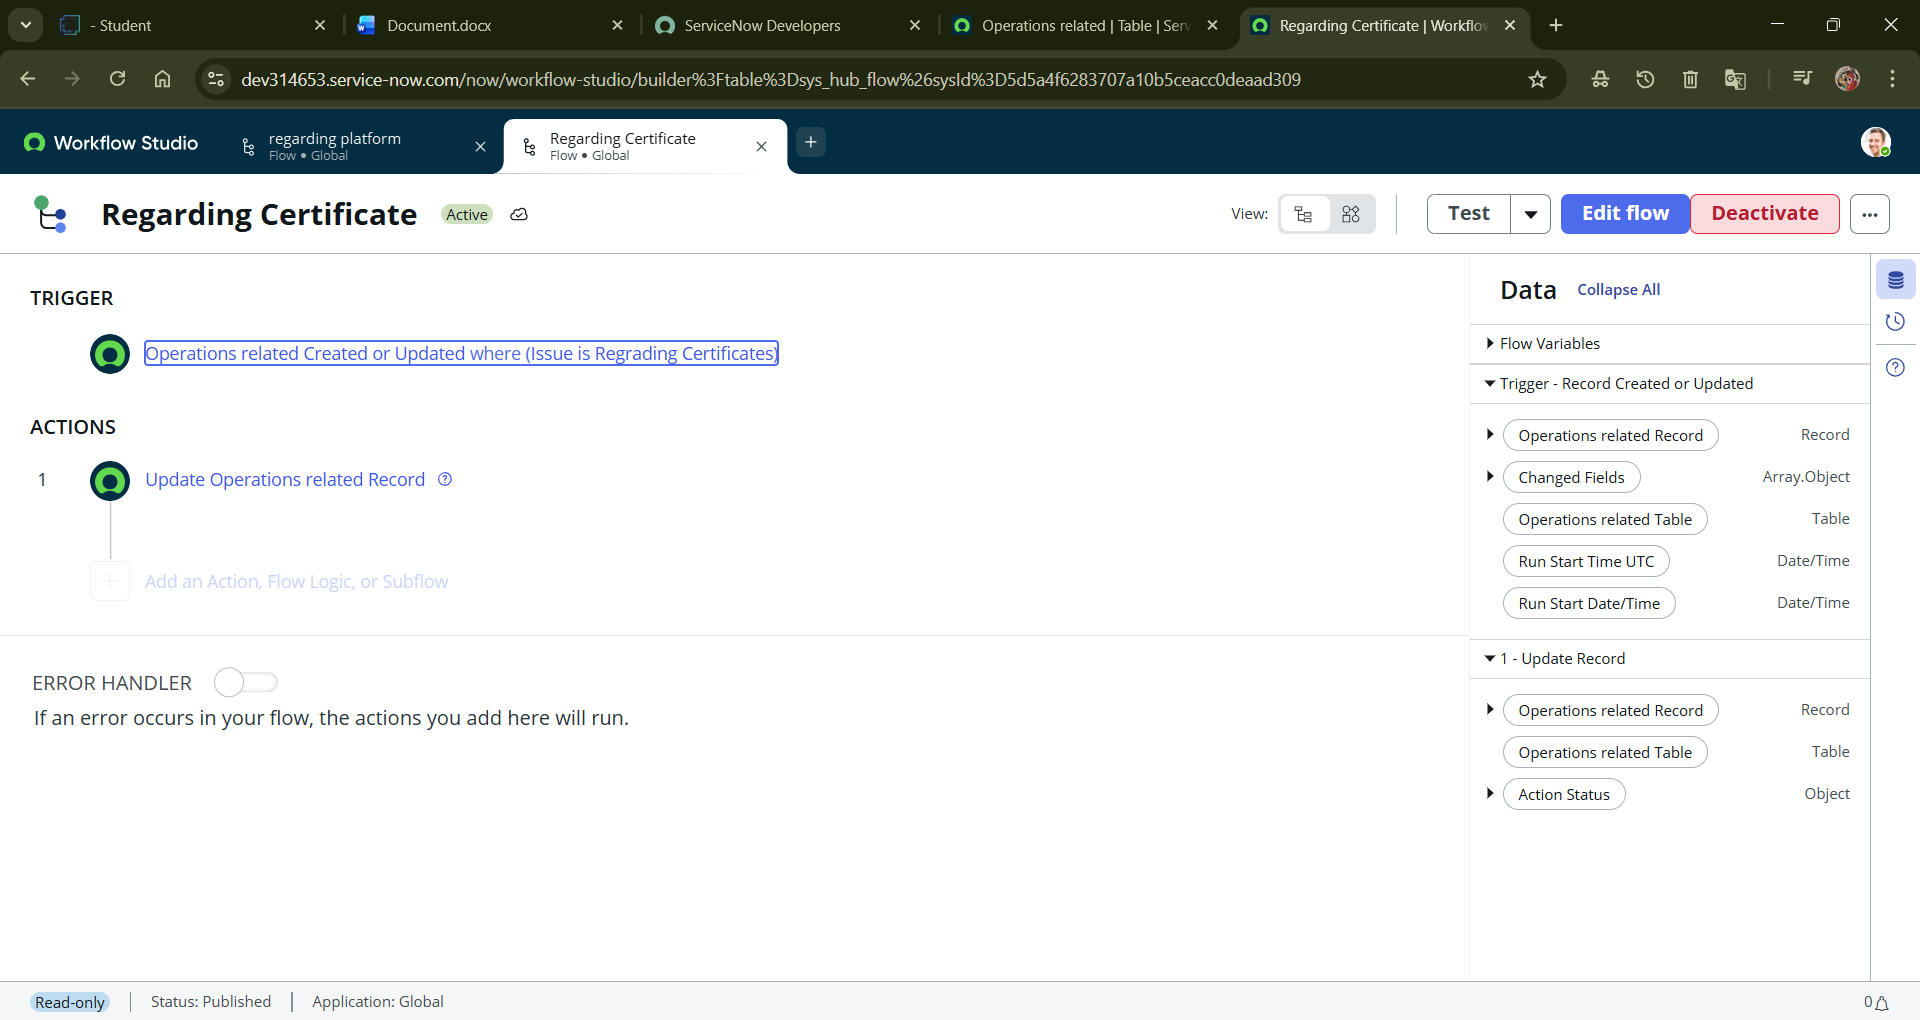 - Student
Document.docx
ServiceNow Developers
Operations related | Table | Serv
Regarding Certificate | Workflow
dev314653.service-now.com/now/workflow-studio/builder%3Ftable%3Dsys_hub_flow%26sysId%3D5d5a4f6283707a10b5ceacc0deaad309
Workflow Studio
regarding platform
Flow • Global
Regarding Certificate
Flow • Global
Regarding Certificate
Active
View:
Test
Edit flow
Deactivate
TRIGGER
Operations related Created or Updated where (Issue is Regrading Certificates)
ACTIONS
1
Update Operations related Record
Add an Action, Flow Logic, or Subflow
ERROR HANDLER
If an error occurs in your flow, the actions you add here will run.
Data
Collapse All
Flow Variables
Trigger - Record Created or Updated
Operations related Record Record
Changed Fields Array.Object
Operations related Table Table
Run Start Time UTC Date/Time
Run Start Date/Time Date/Time
1 - Update Record
Operations related Record Record
Operations related Table Table
Action Status Object
Read-only
Status: Published
Application: Global
0